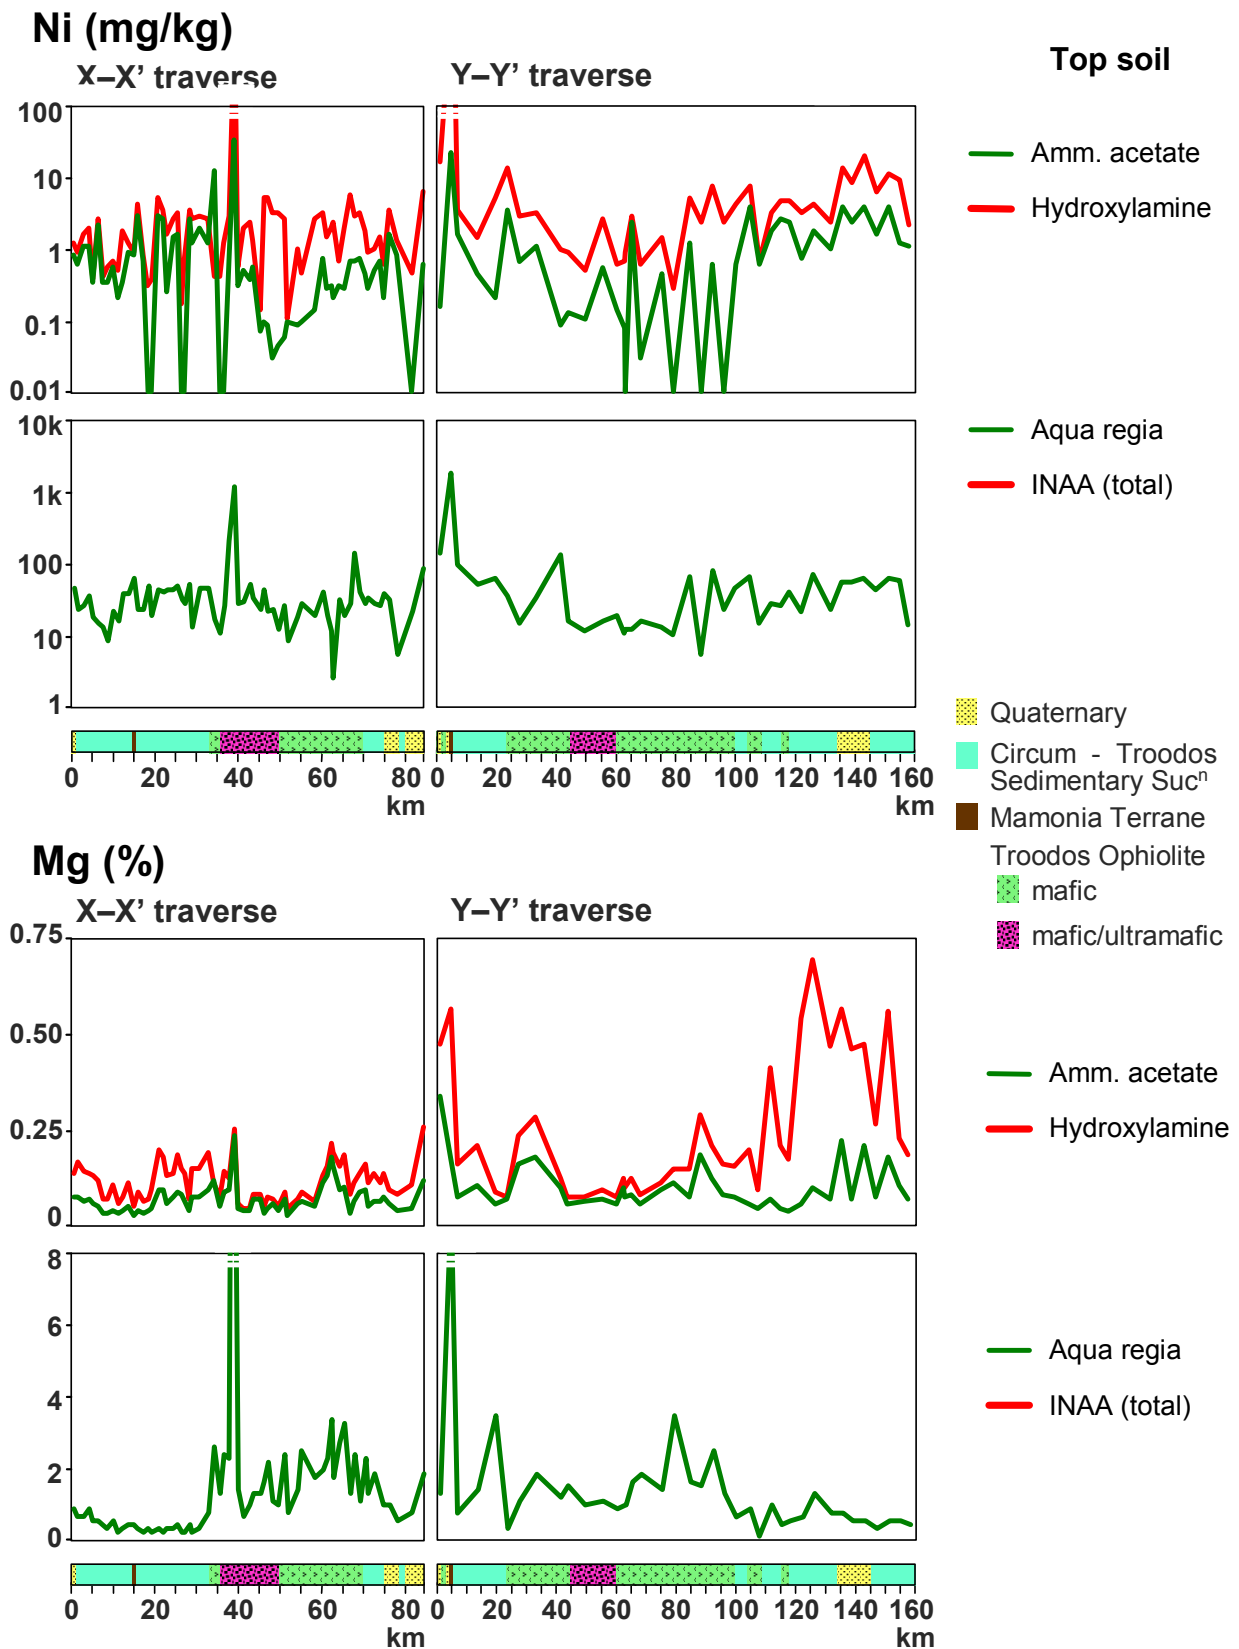 Ni (mg/kg)
X–X’ traverse
Y–Y’ traverse
Top soil
100
10
1
0.1
0.01
Amm. acetate
Hydroxylamine
10k
1k
100
10
1
Aqua regia
INAA (total)
0 20 40 60 80
km
0 20 40 60 80 100 120 140 160
km
Quaternary
Circum - Troodos
Sedimentary Sucⁿ
Mamonia Terrane
Troodos Ophiolite
mafic
mafic/ultramafic
Mg (%)
X–X’ traverse
Y–Y’ traverse
0.75
0.50
0.25
0
Amm. acetate
Hydroxylamine
8
6
4
2
0
Aqua regia
INAA (total)
0 20 40 60 80
km
0 20 40 60 80 100 120 140 160
km